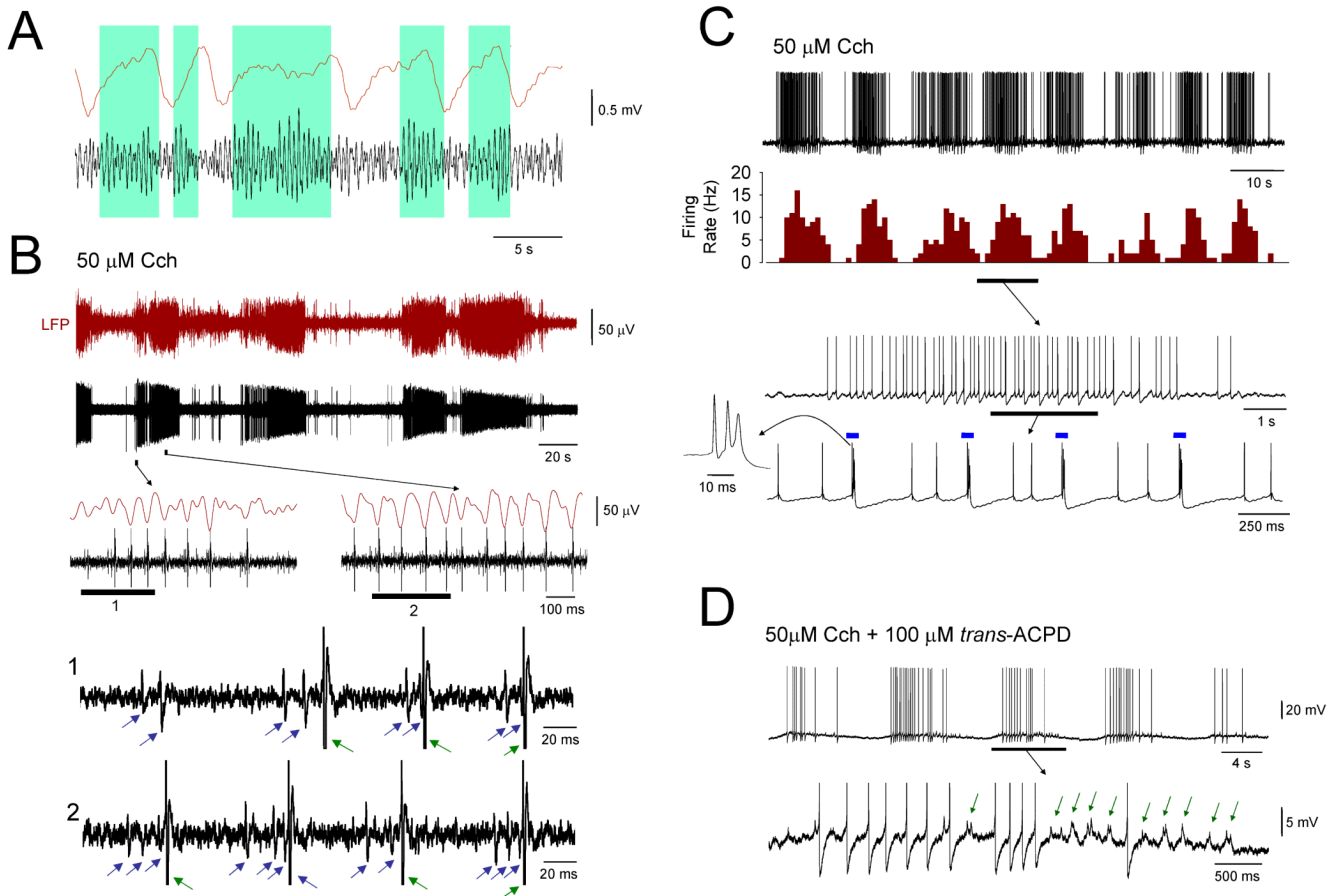 A
0.5 mV
5 s
B
50 μM Cch
LFP
50 μV
20 s
50 μV
1
2
100 ms
1
20 ms
2
20 ms
C
50 μM Cch
10 s
20
15
10
5
0
Firing
Rate (Hz)
1 s
10 ms
250 ms
D
50μM Cch + 100 μM trans-ACPD
20 mV
4 s
5 mV
500 ms